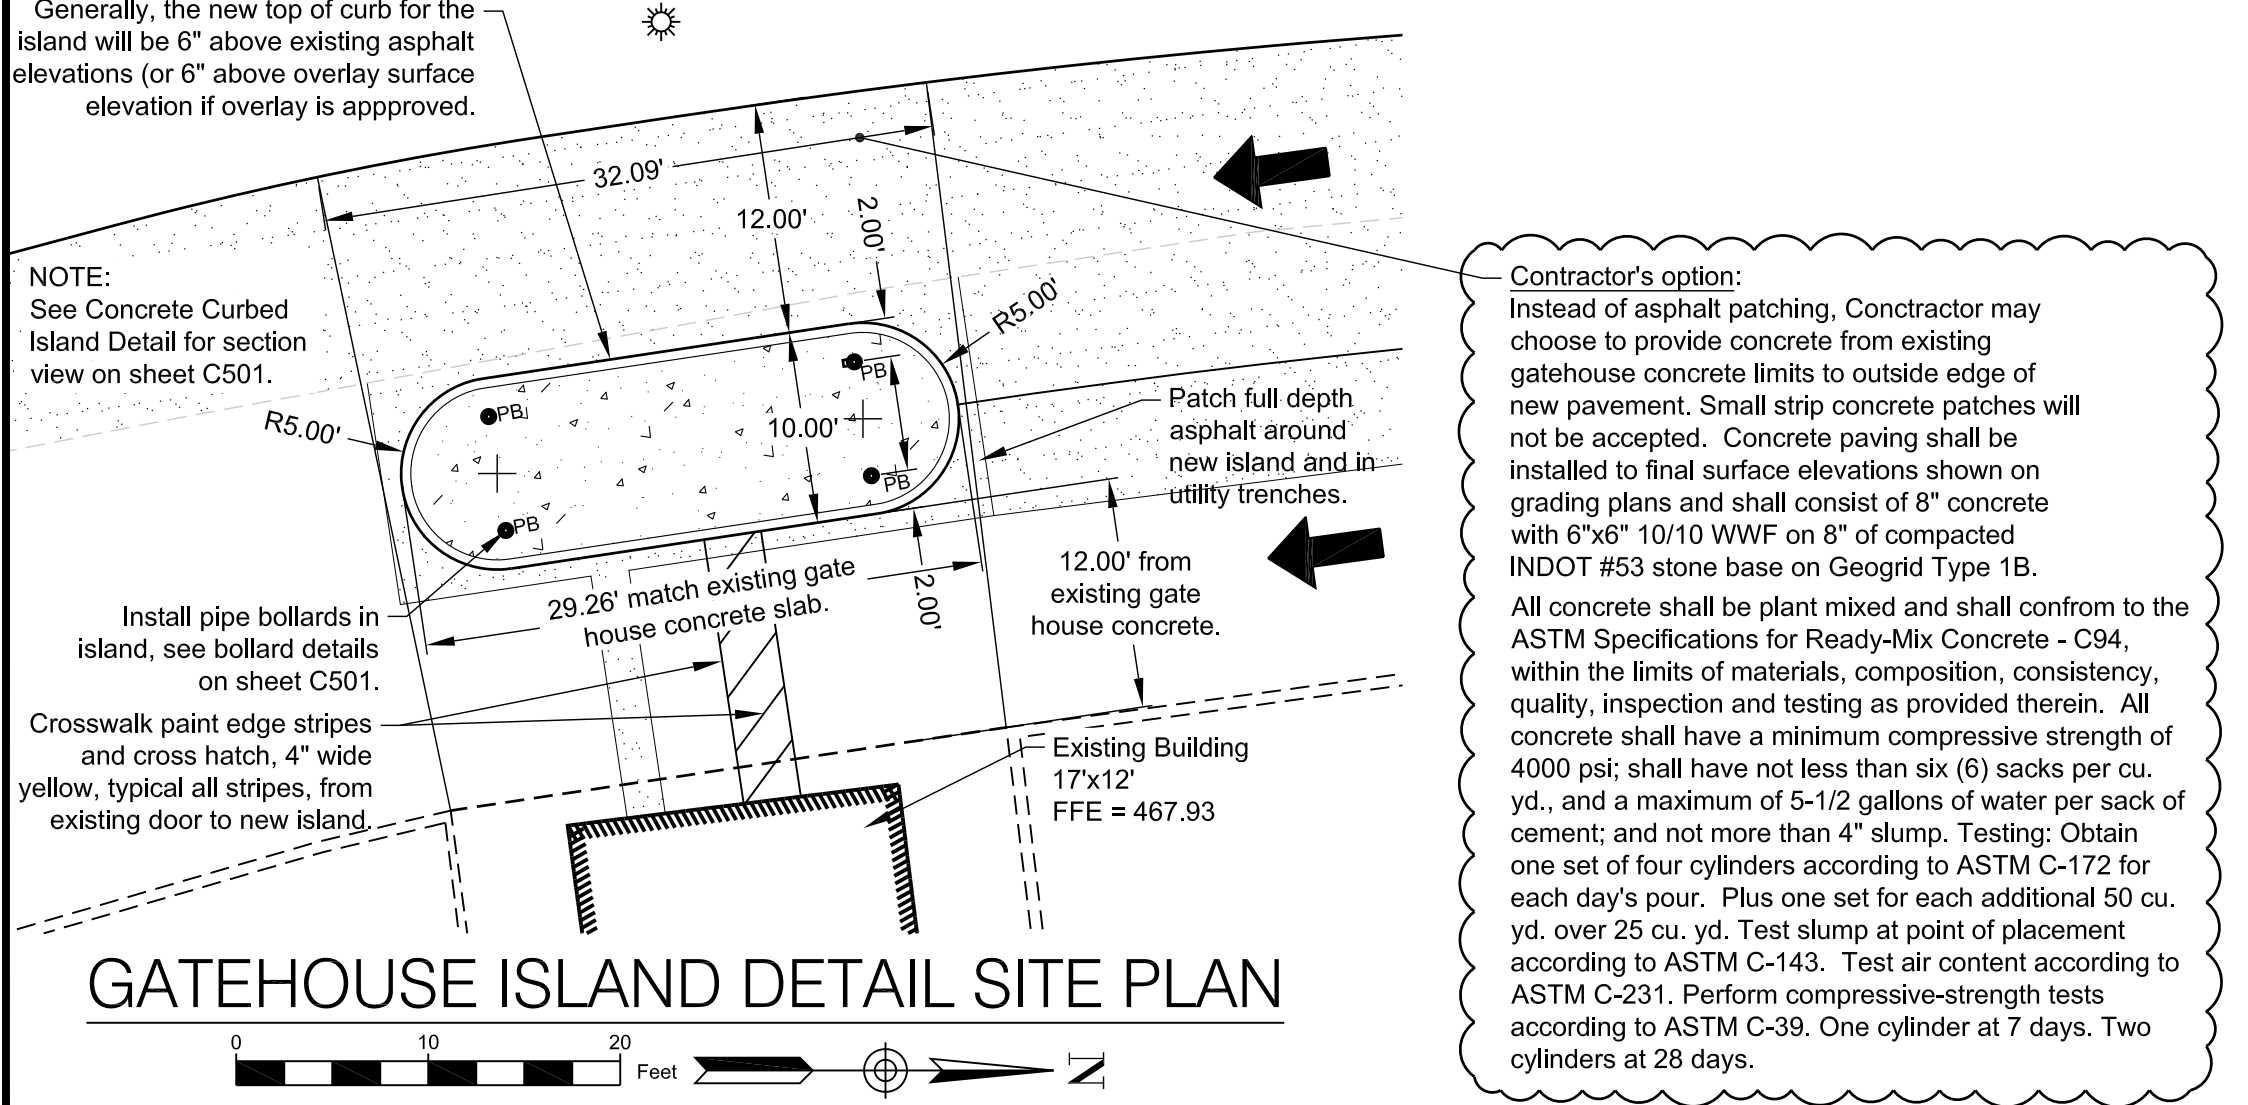 Generally, the new top of curb for the
island will be 6" above existing asphalt
elevations (or 6" above overlay surface
elevation if overlay is appproved.
32.09'
12.00'
2.00'
R5.00'
NOTE:
See Concrete Curbed
Island Detail for section
view on sheet C501.
R5.00'
PB
PB
10.00'
PB
PB
Patch full depth
asphalt around
new island and in
utility trenches.
29.26' match existing gate
house concrete slab.
2.00'
12.00' from
existing gate
house concrete.
Install pipe bollards in
island, see bollard details
on sheet C501.
Crosswalk paint edge stripes
and cross hatch, 4" wide
yellow, typical all stripes, from
existing door to new island.
Existing Building
17'x12'
FFE = 467.93
Contractor's option:
Instead of asphalt patching, Conctractor may
choose to provide concrete from existing
gatehouse concrete limits to outside edge of
new pavement. Small strip concrete patches will
not be accepted.  Concrete paving shall be
installed to final surface elevations shown on
grading plans and shall consist of 8" concrete
with 6"x6" 10/10 WWF on 8" of compacted
INDOT #53 stone base on Geogrid Type 1B.
All concrete shall be plant mixed and shall confrom to the
ASTM Specifications for Ready-Mix Concrete - C94,
within the limits of materials, composition, consistency,
quality, inspection and testing as provided therein.  All
concrete shall have a minimum compressive strength of
4000 psi; shall have not less than six (6) sacks per cu.
yd., and a maximum of 5-1/2 gallons of water per sack of
cement; and not more than 4" slump. Testing: Obtain
one set of four cylinders according to ASTM C-172 for
each day's pour.  Plus one set for each additional 50 cu.
yd. over 25 cu. yd. Test slump at point of placement
according to ASTM C-143.  Test air content according to
ASTM C-231. Perform compressive-strength tests
according to ASTM C-39. One cylinder at 7 days. Two
cylinders at 28 days.
GATEHOUSE ISLAND DETAIL SITE PLAN
0 10 20
Feet
N